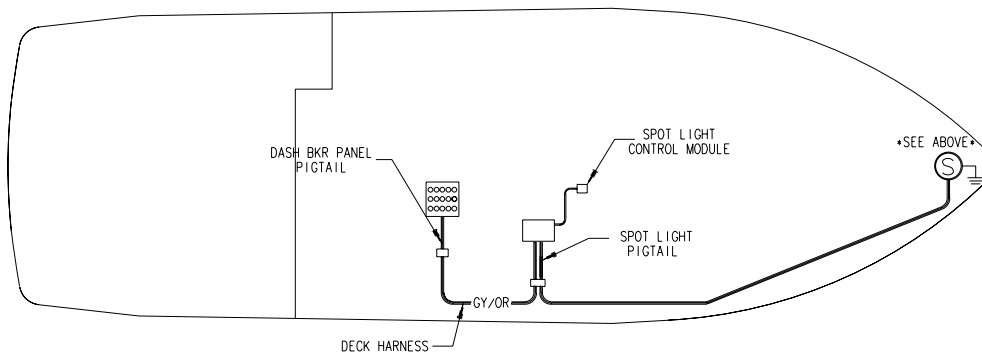 SPOT LIGHT
CONTROL MODULE
*SEE ABOVE*
S
DASH BKR PANEL
PIGTAIL
SPOT LIGHT
PIGTAIL
GY/OR
DECK HARNESS